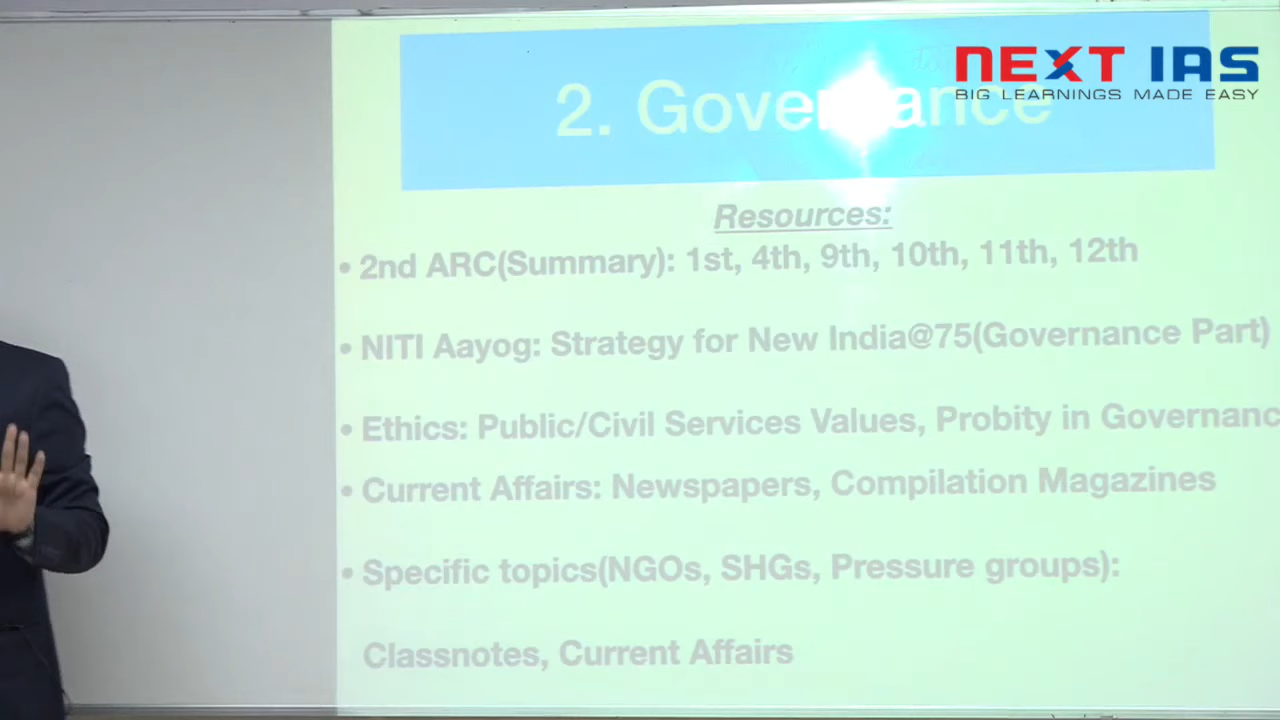 NEXT IAS
BIG LEARNINGS MADE EASY
2. Governance
Resources:
• 2nd ARC(Summary): 1st, 4th, 9th, 10th, 11th, 12th
• NITI Aayog: Strategy for New India@75(Governance Part)
• Ethics: Public/Civil Services Values, Probity in Governanc
• Current Affairs: Newspapers, Compilation Magazines
• Specific topics(NGOs, SHGs, Pressure groups):
Classnotes, Current Affairs